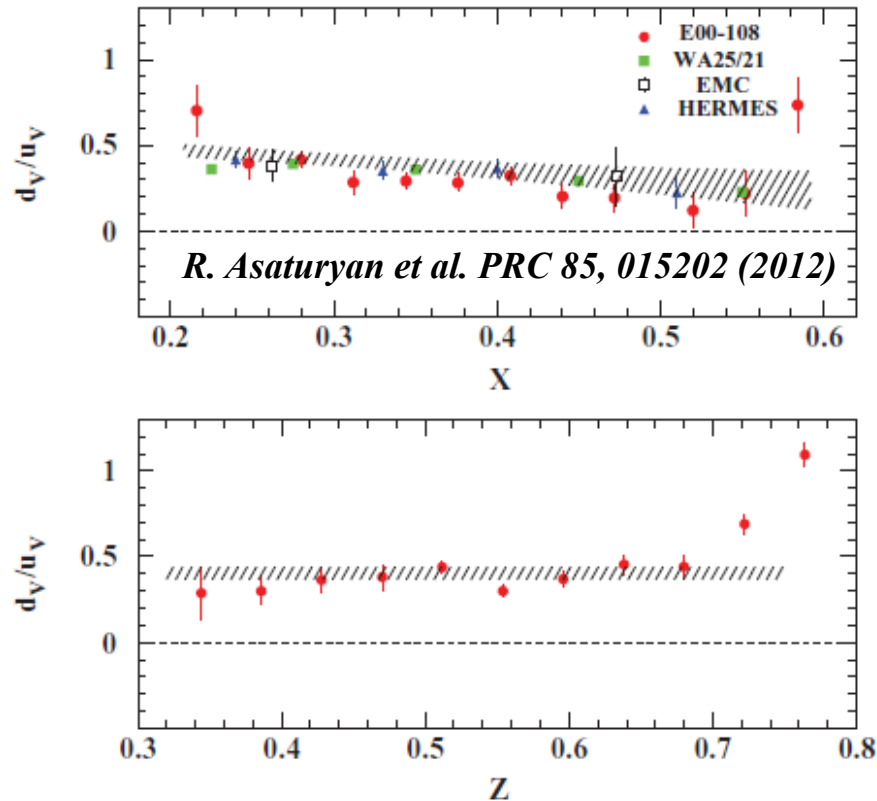 E00-108
WA25/21
EMC
HERMES
1
0.5
0
d_V/u_V
R. Asaturyan et al. PRC 85, 015202 (2012)
0.2 0.3 0.4 0.5 0.6
X
1
0.5
0
d_V/u_V
0.3 0.4 0.5 0.6 0.7 0.8
Z